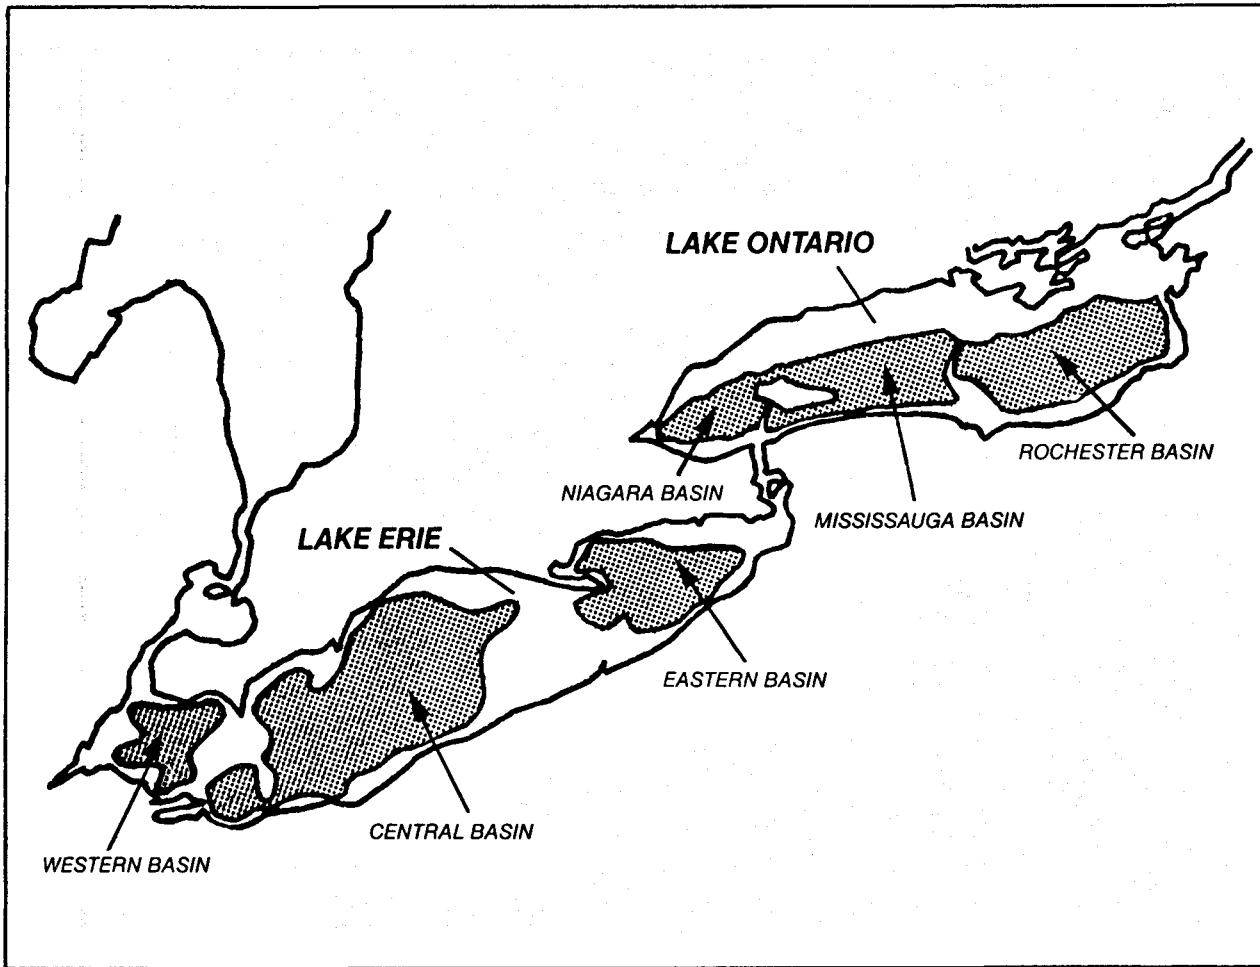 LAKE ONTARIO
ROCHESTER BASIN
NIAGARA BASIN
MISSISSAUGA BASIN
LAKE ERIE
EASTERN BASIN
CENTRAL BASIN
WESTERN BASIN